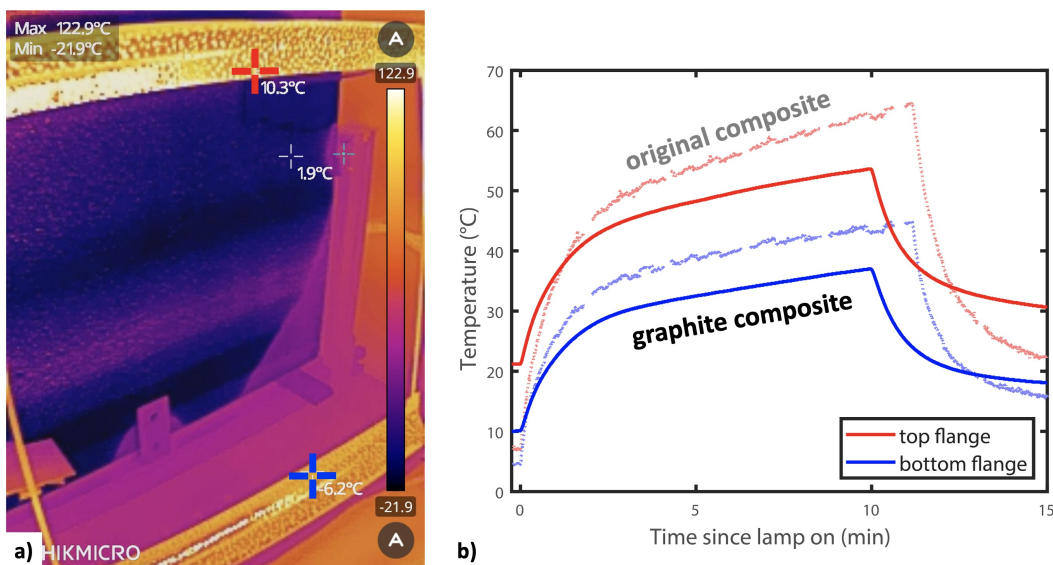 Max 122.9°C
Min -21.9°C
A
122.9
10.3°C
1.9°C
-6.2°C
-21.9
A
a) HIKMICRO
70
60
50
40
30
20
10
0
Temperature (°C)
original composite
graphite composite
top flange
bottom flange
0
5
10
15
Time since lamp on (min)
b)